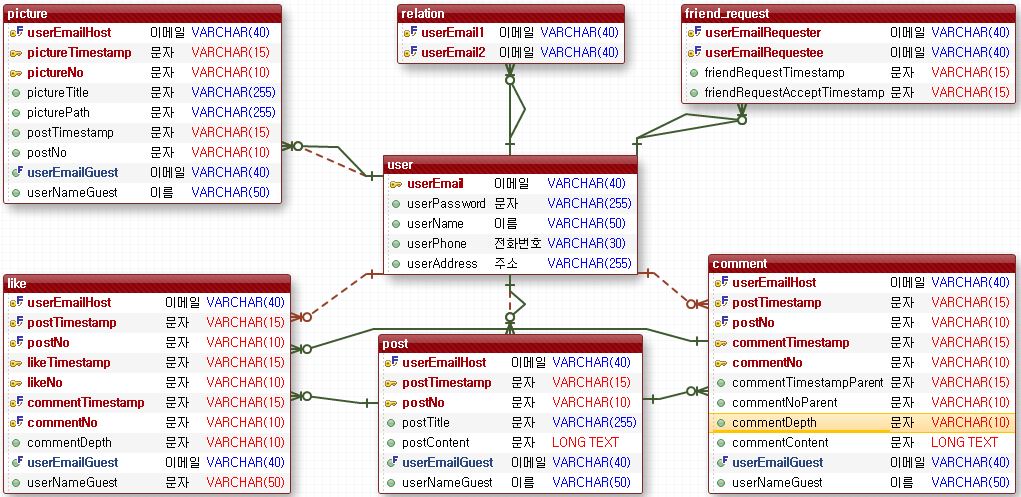 picture
userEmailHost 이메일 VARCHAR(40)
pictureTimestamp 문자 VARCHAR(15)
pictureNo 문자 VARCHAR(10)
pictureTitle 문자 VARCHAR(255)
picturePath 문자 VARCHAR(255)
postTimestamp 문자 VARCHAR(15)
postNo 문자 VARCHAR(10)
userEmailGuest 이메일 VARCHAR(40)
userNameGuest 이름 VARCHAR(50)
relation
userEmail1 이메일 VARCHAR(40)
userEmail2 이메일 VARCHAR(40)
friend_request
userEmailRequester 이메일 VARCHAR(40)
userEmailRequestee 이메일 VARCHAR(40)
friendRequestTimestamp 문자 VARCHAR(15)
friendRequestAcceptTimestamp 문자 VARCHAR(15)
user
userEmail 이메일 VARCHAR(40)
userPassword 문자 VARCHAR(255)
userName 이름 VARCHAR(50)
userPhone 전화번호 VARCHAR(30)
userAddress 주소 VARCHAR(255)
like
userEmailHost 이메일 VARCHAR(40)
postTimestamp 문자 VARCHAR(15)
postNo 문자 VARCHAR(10)
likeTimestamp 문자 VARCHAR(15)
likeNo 문자 VARCHAR(10)
commentTimestamp 문자 VARCHAR(15)
commentNo 문자 VARCHAR(10)
commentDepth 문자 VARCHAR(10)
userEmailGuest 이메일 VARCHAR(40)
userNameGuest 문자 VARCHAR(50)
post
userEmailHost 이메일 VARCHAR(40)
postTimestamp 문자 VARCHAR(15)
postNo 문자 VARCHAR(10)
postTitle 문자 VARCHAR(255)
postContent 문자 LONG TEXT
userEmailGuest 이메일 VARCHAR(40)
userNameGuest 이름 VARCHAR(50)
comment
userEmailHost 이메일 VARCHAR(40)
postTimestamp 문자 VARCHAR(15)
postNo 문자 VARCHAR(10)
commentTimestamp 문자 VARCHAR(15)
commentNo 문자 VARCHAR(10)
commentTimestampParent 문자 VARCHAR(15)
commentNoParent 문자 VARCHAR(10)
commentDepth 문자 VARCHAR(10)
commentContent 문자 LONG TEXT
userEmailGuest 이메일 VARCHAR(40)
userNameGuest 이름 VARCHAR(50)